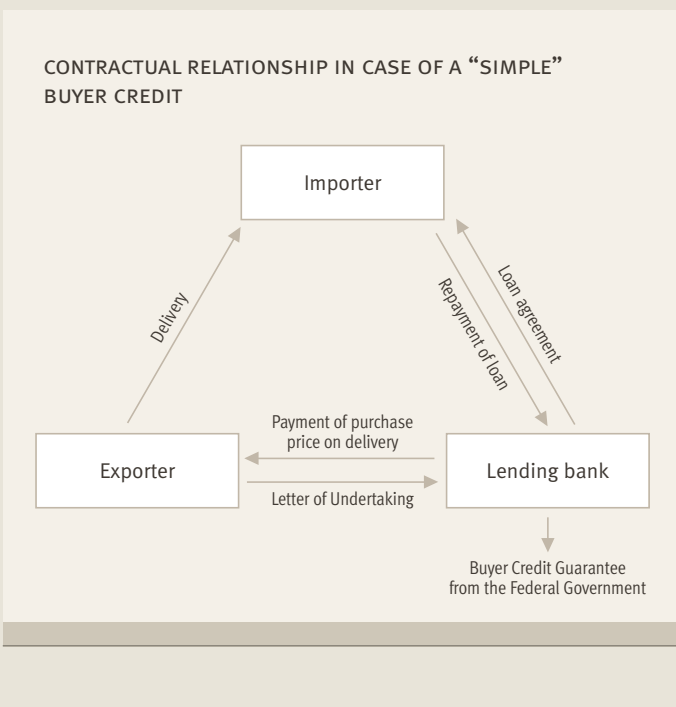 CONTRACTUAL RELATIONSHIP IN CASE OF A “SIMPLE”
BUYER CREDIT
Importer
Delivery
Repayment of loan
Loan agreement
Payment of purchase
price on delivery
Exporter
Lending bank
Letter of Undertaking
Buyer Credit Guarantee
from the Federal Government